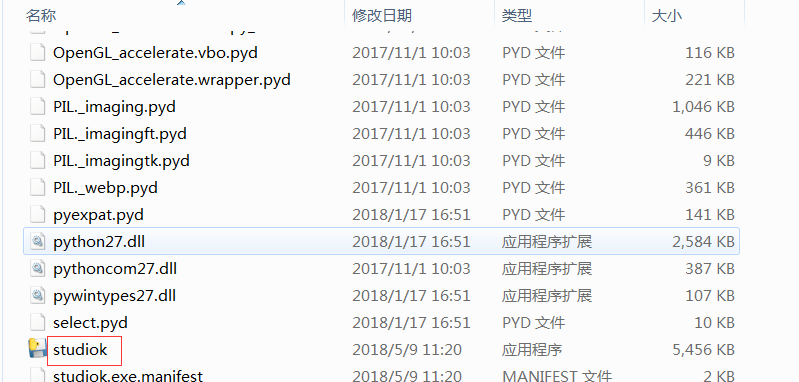 名称 修改日期 类型 大小
OpenGL_accelerate.vbo.pyd 2017/11/1 10:03 PYD 文件 116 KB
OpenGL_accelerate.wrapper.pyd 2017/11/1 10:03 PYD 文件 221 KB
PIL._imaging.pyd 2017/11/1 10:03 PYD 文件 1,046 KB
PIL._imagingft.pyd 2017/11/1 10:03 PYD 文件 446 KB
PIL._imagingtk.pyd 2017/11/1 10:03 PYD 文件 9 KB
PIL._webp.pyd 2017/11/1 10:03 PYD 文件 361 KB
pyexpat.pyd 2018/1/17 16:51 PYD 文件 141 KB
python27.dll 2018/1/17 16:51 应用程序扩展 2,584 KB
pythoncom27.dll 2017/11/1 10:03 应用程序扩展 387 KB
pywintypes27.dll 2018/1/17 16:51 应用程序扩展 107 KB
select.pyd 2018/1/17 16:51 PYD 文件 10 KB
studiok 2018/5/9 11:20 应用程序 5,456 KB
studiok.exe.manifest 2018/5/9 11:20 MANIFEST 文件 2 KB